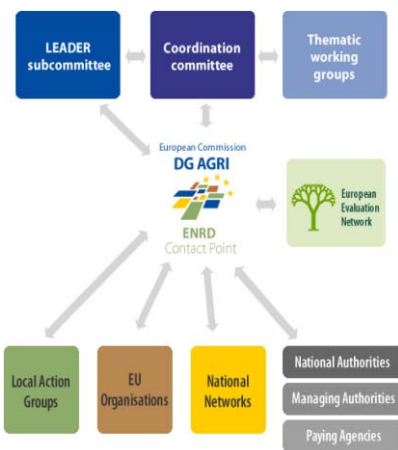 LEADER
subcommittee
Coordination
committee
Thematic
working
groups
European Commission
DG AGRI
ENRD
Contact Point
European
Evaluation
Network
Local Action
Groups
EU
Organisations
National
Networks
National Authorities
Managing Authorities
Paying Agencies